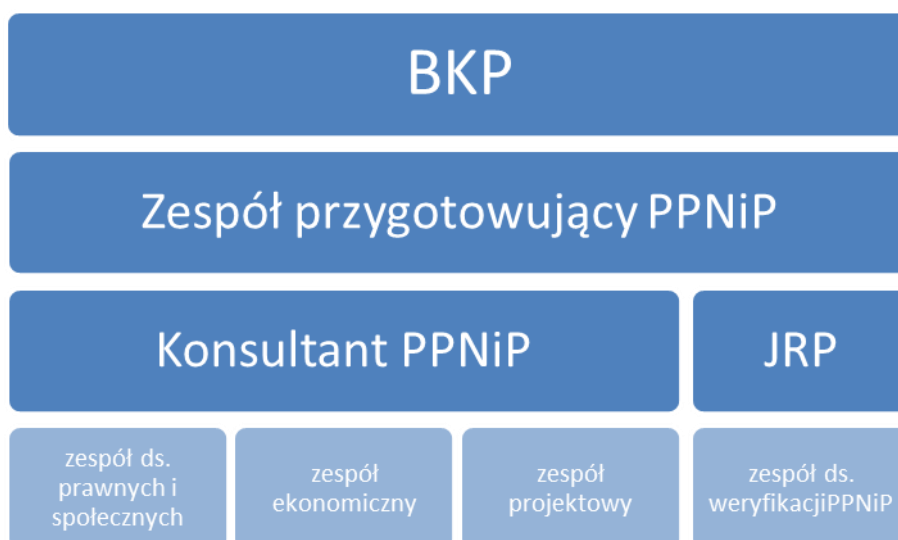 BKP
Zespół przygotowujący PPNiP
Konsultant PPNiP
JRP
zespół ds.
prawnych i
społecznych
zespół
ekonomiczny
zespół
projektowy
zespół ds.
weryfikacjiPPNiP